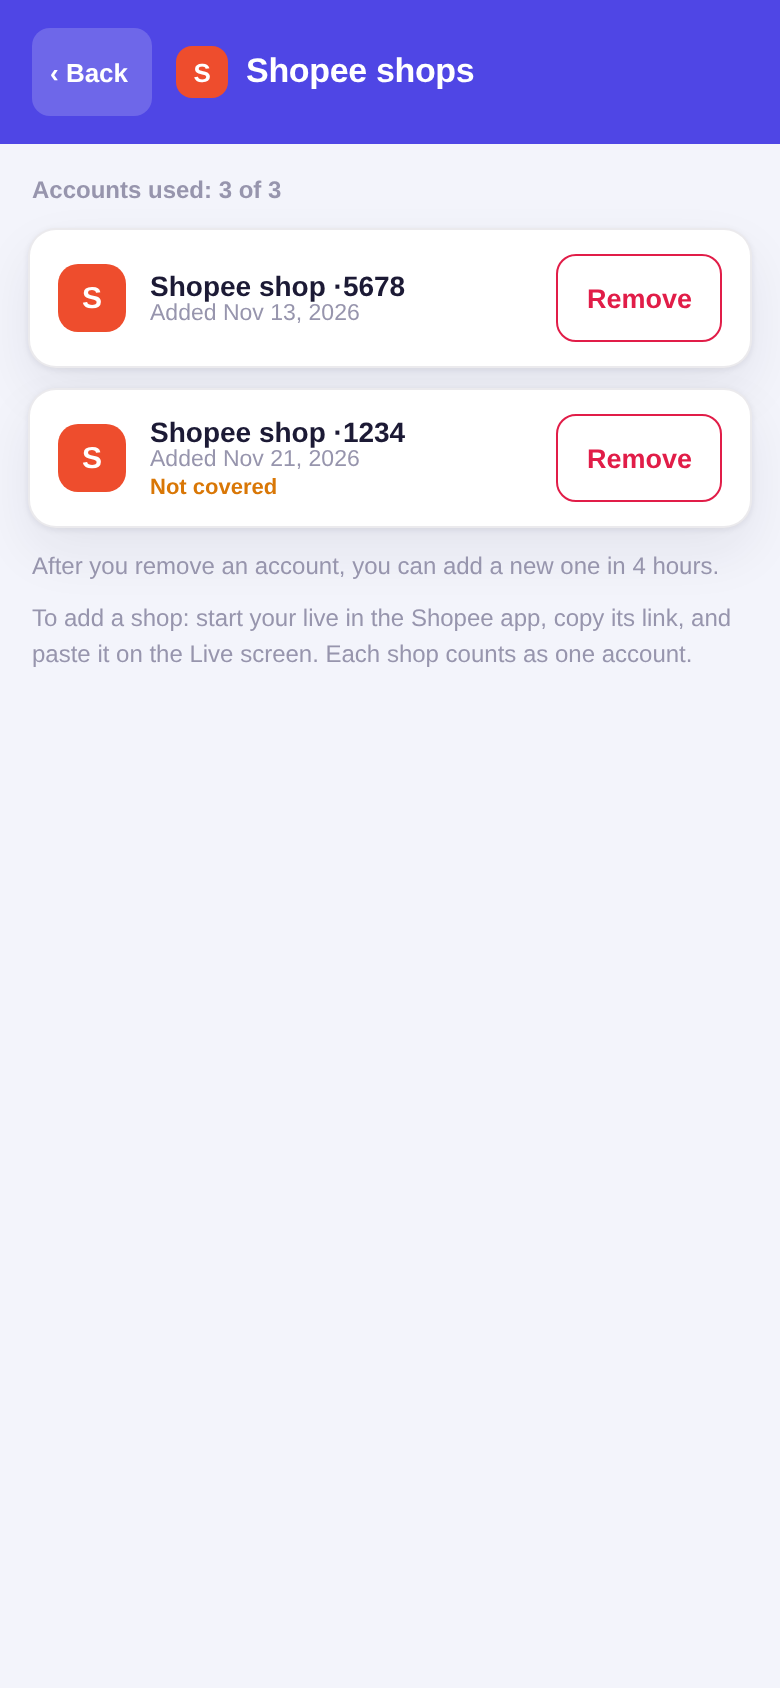 ‹ Back
S
Shopee shops
Accounts used: 3 of 3
S
Shopee shop ·5678
Added Nov 13, 2026
Remove
S
Shopee shop ·1234
Added Nov 21, 2026
Not covered
Remove
After you remove an account, you can add a new one in 4 hours.
To add a shop: start your live in the Shopee app, copy its link, and
paste it on the Live screen. Each shop counts as one account.